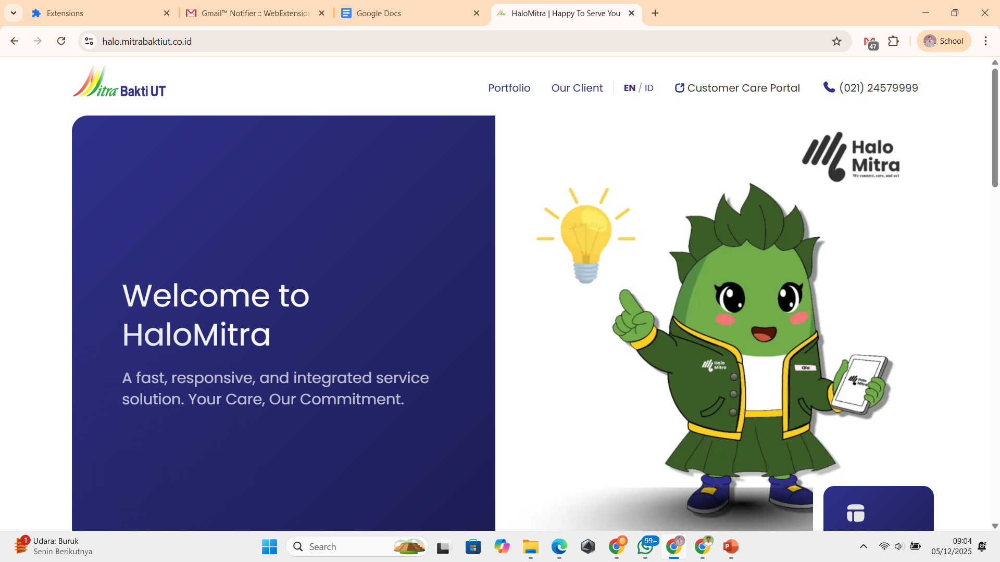 Extensions
Gmail™ Notifier :: WebExtension
Google Docs
HaloMitra | Happy To Serve You
halo.mitrabaktiut.co.id
47
School
Mitra Bakti UT
Portfolio
Our Client
EN / ID
Customer Care Portal
(021) 24579999
Halo
Mitra
We connect, care, and act
Welcome to
HaloMitra
A fast, responsive, and integrated service
solution. Your Care, Our Commitment.
Halo
Mitra
Ola
Halo
Mitra
1
Udara: Buruk
Senin Berikutnya
Search
99+
09:04
05/12/2025